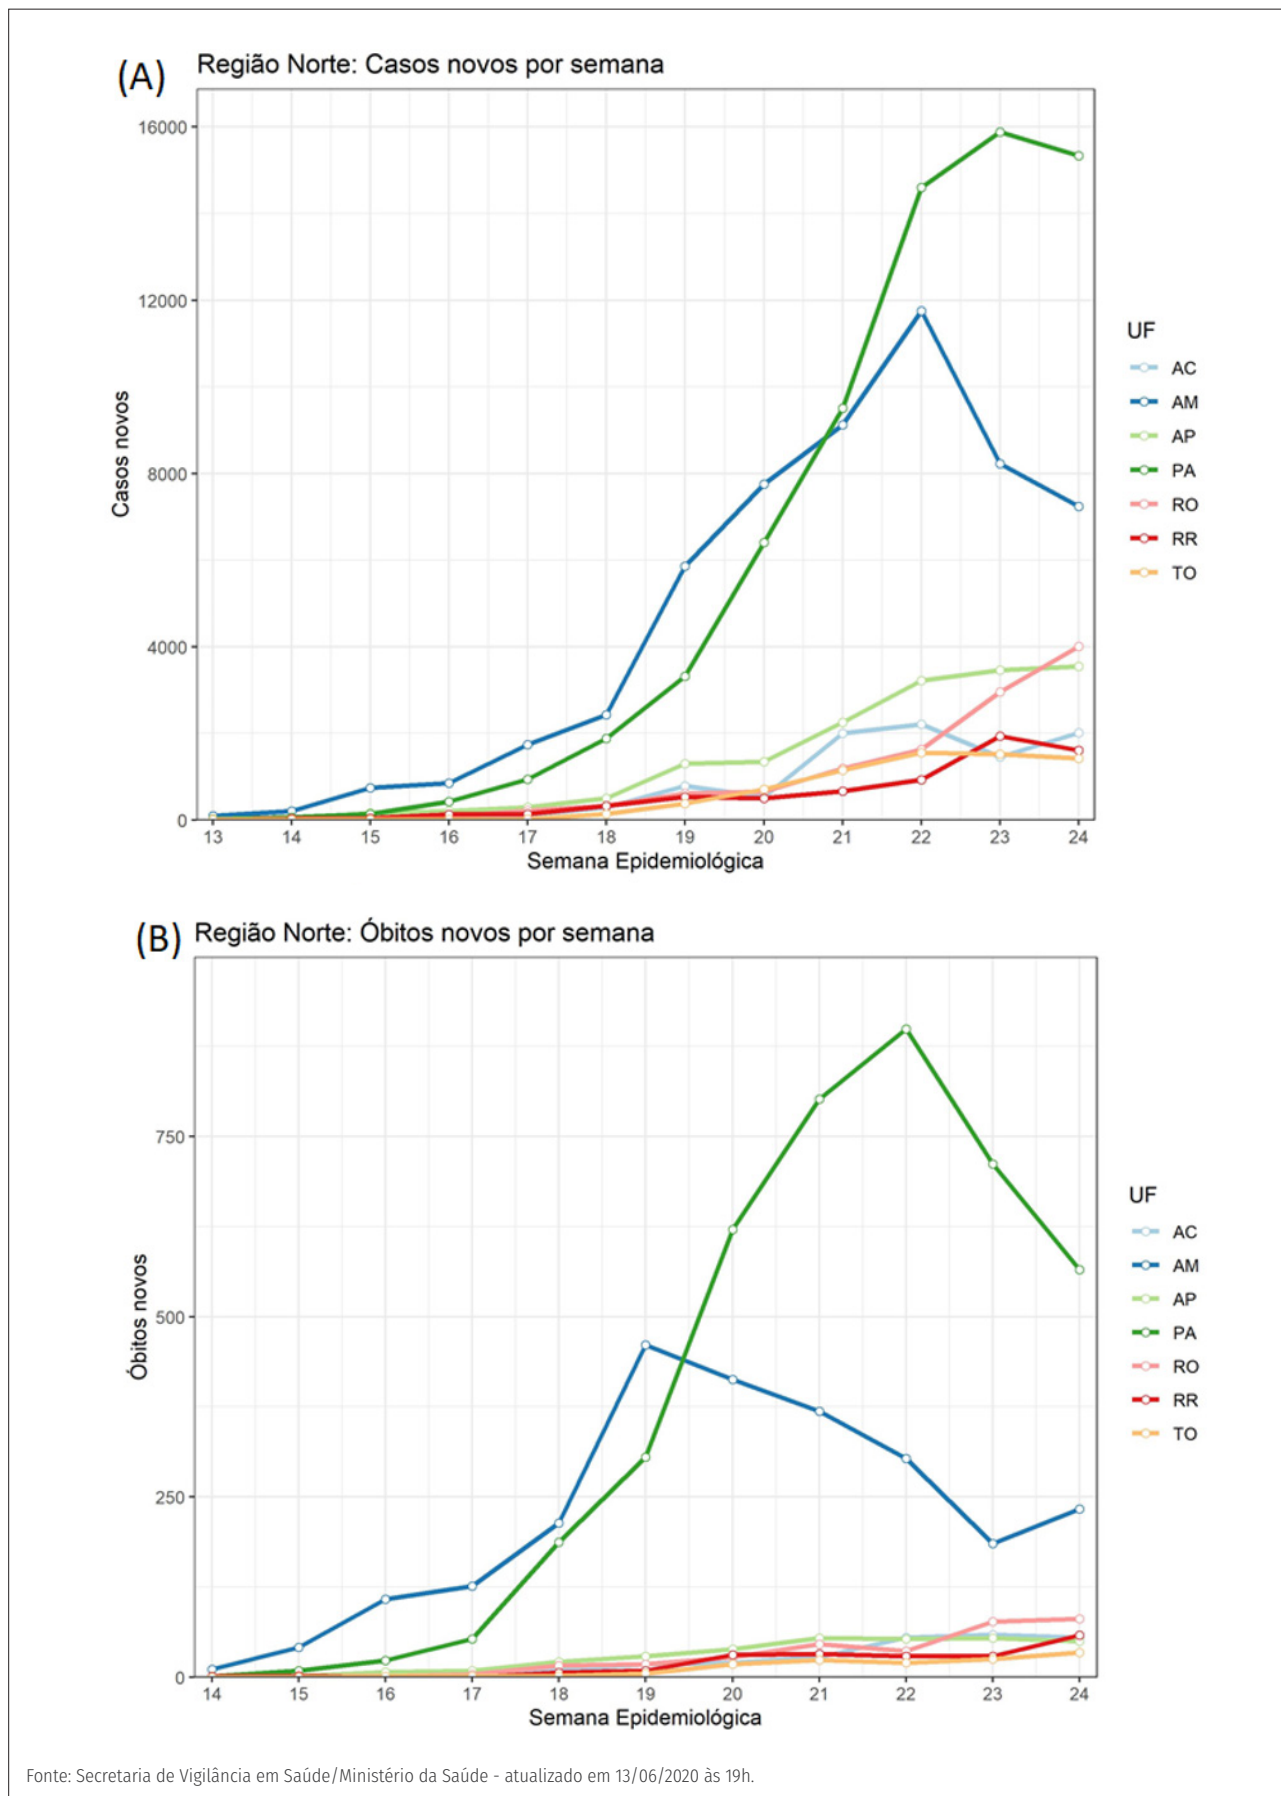 (A)
Região Norte: Casos novos por semana
16000
12000
8000
4000
0
Casos novos
13 14 15 16 17 18 19 20 21 22 23 24
Semana Epidemiológica
UF
AC
AM
AP
PA
RO
RR
TO
(B)
Região Norte: Óbitos novos por semana
750
500
250
0
Óbitos novos
14 15 16 17 18 19 20 21 22 23 24
Semana Epidemiológica
UF
AC
AM
AP
PA
RO
RR
TO
Fonte: Secretaria de Vigilância em Saúde/Ministério da Saúde - atualizado em 13/06/2020 às 19h.